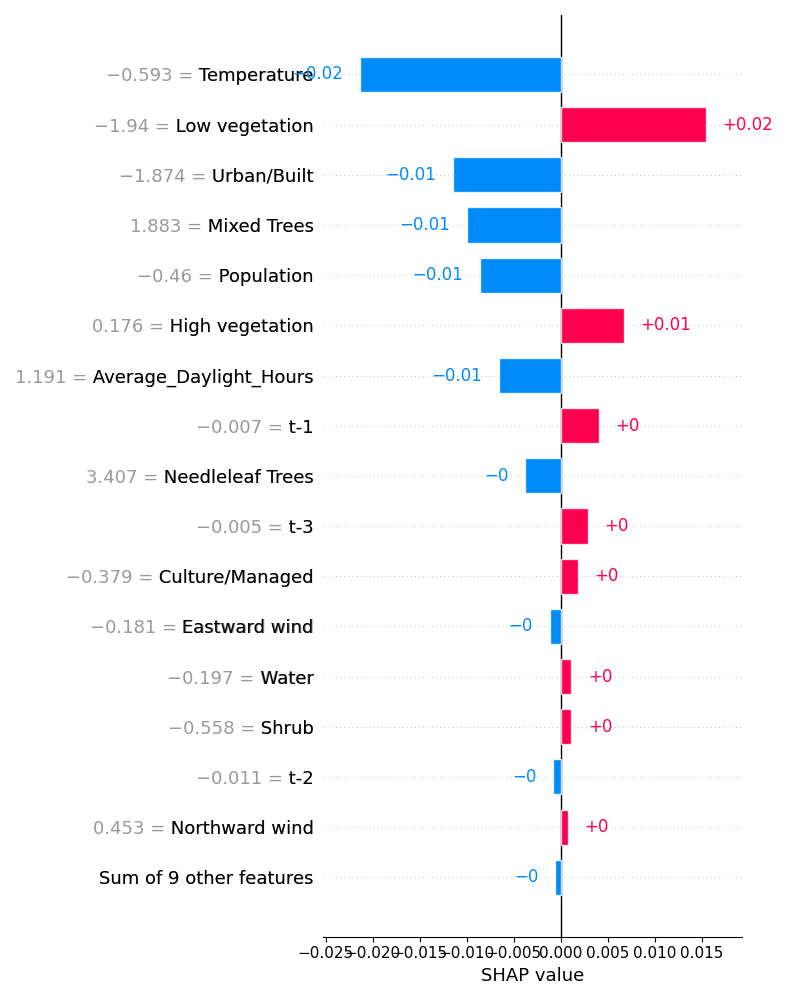 −0.593 = Temperature −0.02
−1.94 = Low vegetation +0.02
−1.874 = Urban/Built −0.01
1.883 = Mixed Trees −0.01
−0.46 = Population −0.01
0.176 = High vegetation +0.01
1.191 = Average_Daylight_Hours −0.01
−0.007 = t-1 +0
3.407 = Needleleaf Trees −0
−0.005 = t-3 +0
−0.379 = Culture/Managed +0
−0.181 = Eastward wind −0
−0.197 = Water +0
−0.558 = Shrub +0
−0.011 = t-2 −0
0.453 = Northward wind +0
Sum of 9 other features −0
−0.025 −0.020 −0.015 −0.010 −0.005 0.000 0.005 0.010 0.015
SHAP value